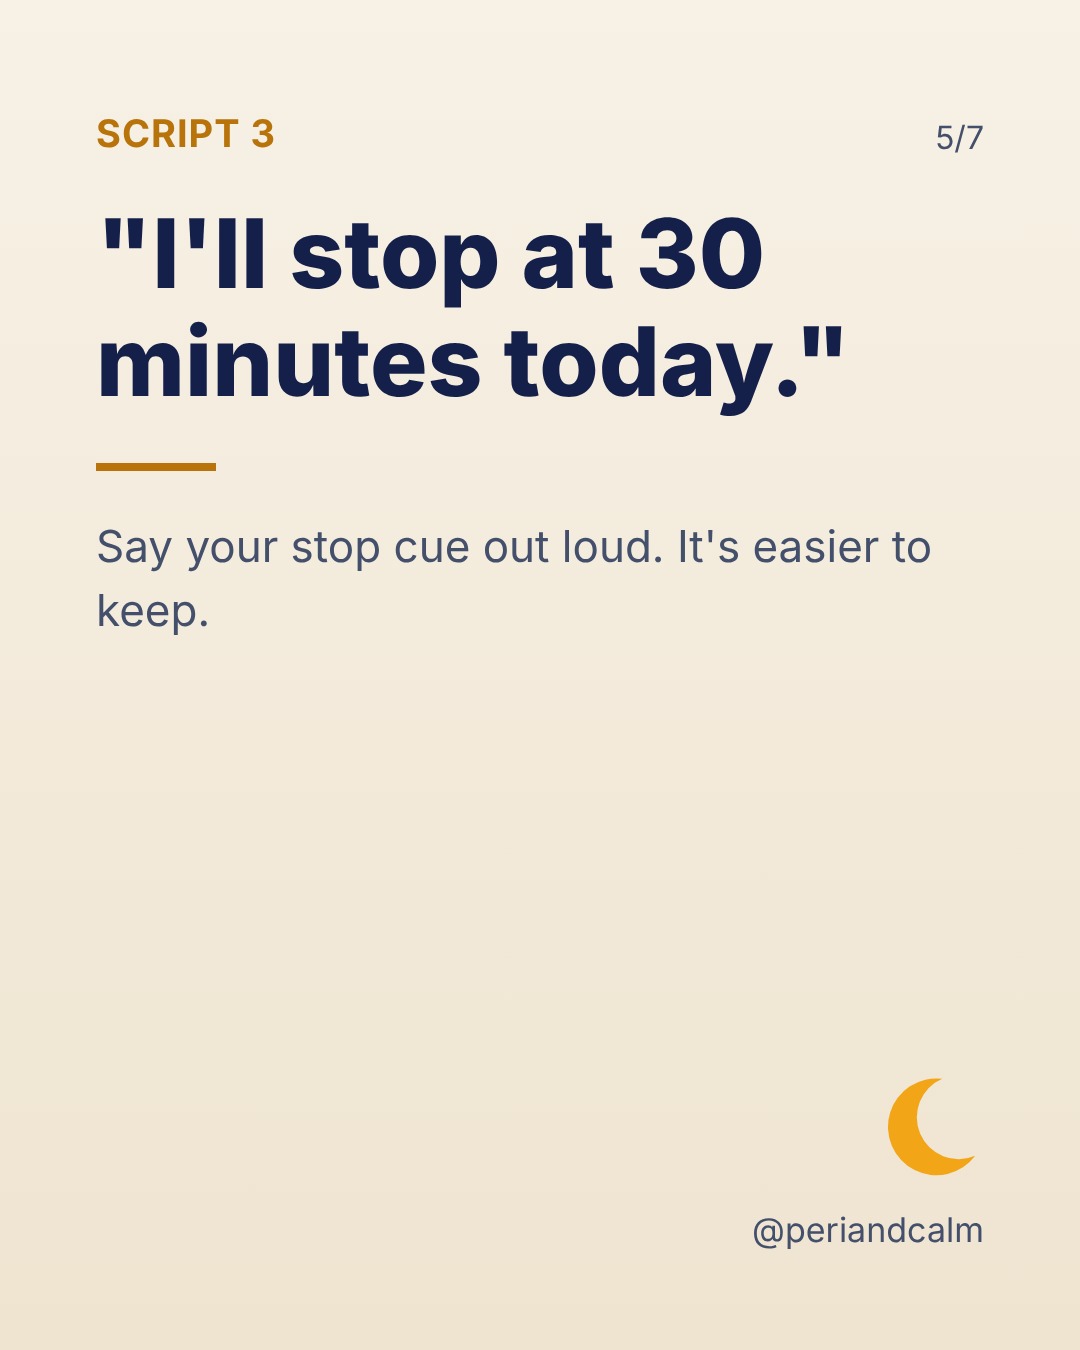 SCRIPT 3
5/7
"I'll stop at 30
minutes today."
Say your stop cue out loud. It's easier to
keep.
@periandcalm